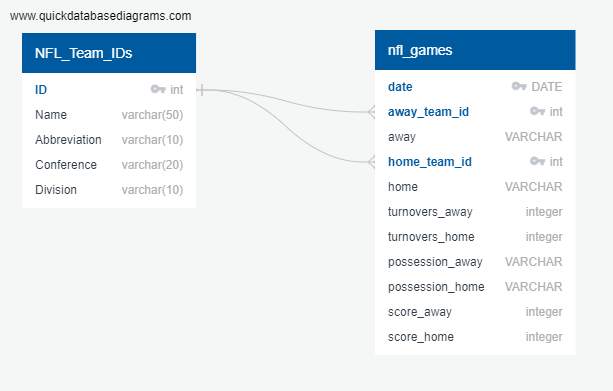 www.quickdatabasediagrams.com
NFL_Team_IDs
ID int
Name varchar(50)
Abbreviation varchar(10)
Conference varchar(20)
Division varchar(10)
nfl_games
date DATE
away_team_id int
away VARCHAR
home_team_id int
home VARCHAR
turnovers_away integer
turnovers_home integer
possession_away VARCHAR
possession_home VARCHAR
score_away integer
score_home integer